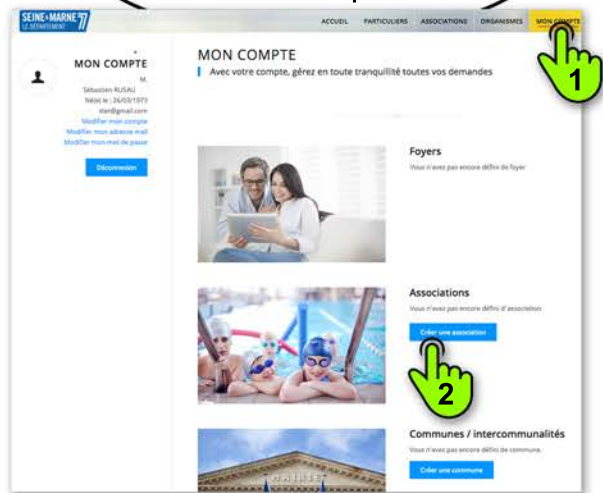 SEINE&MARNE 77
LE DÉPARTEMENT
ACCUEIL PARTICULIERS ASSOCIATIONS ORGANISMES MON COMPTE
1
MON COMPTE
M.
Sébastien RUSAU
Né(e) le : 26/03/1973
Modifier mon compte
Modifier mon adresse mail
Modifier mon mot de passe
Déconnexion
MON COMPTE
Avec votre compte, gérez en toute tranquillité toutes vos demandes
Foyers
Vous n'avez pas encore défini de foyer
Associations
Vous n'avez pas encore défini d'association
Créer une association
2
Communes / intercommunalités
Vous n'avez pas encore défini de commune.
Créer une commune
MAIRIE